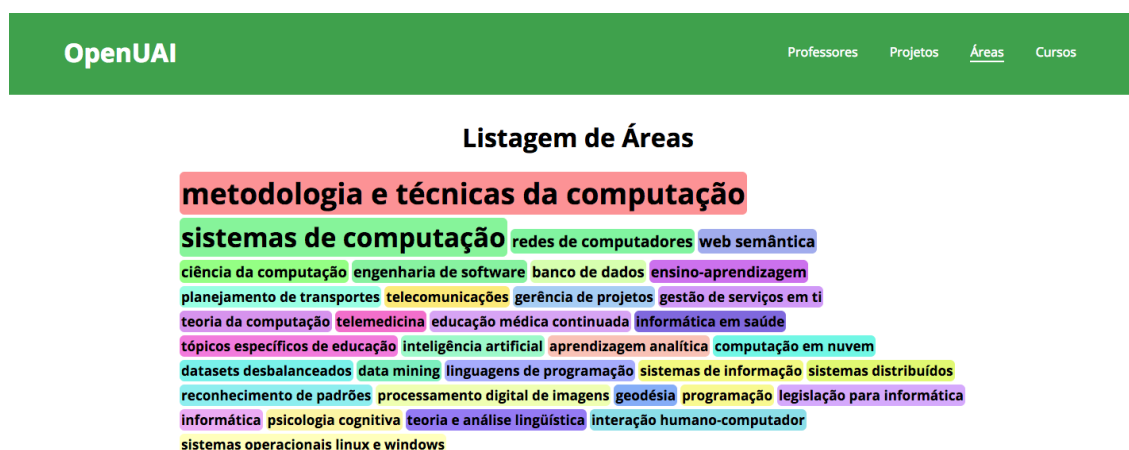 OpenUAI
Professores Projetos Áreas Cursos
Listagem de Áreas
metodologia e técnicas da computação
sistemas de computação redes de computadores web semântica
ciência da computação engenharia de software banco de dados ensino-aprendizagem
planejamento de transportes telecomunicações gerência de projetos gestão de serviços em ti
teoria da computação telemedicina educação médica continuada informática em saúde
tópicos específicos de educação inteligência artificial aprendizagem analítica computação em nuvem
datasets desbalanceados data mining linguagens de programação sistemas de informação sistemas distribuídos
reconhecimento de padrões processamento digital de imagens geodésia programação legislação para informática
informática psicologia cognitiva teoria e análise lingüística interação humano-computador
sistemas operacionais linux e windows